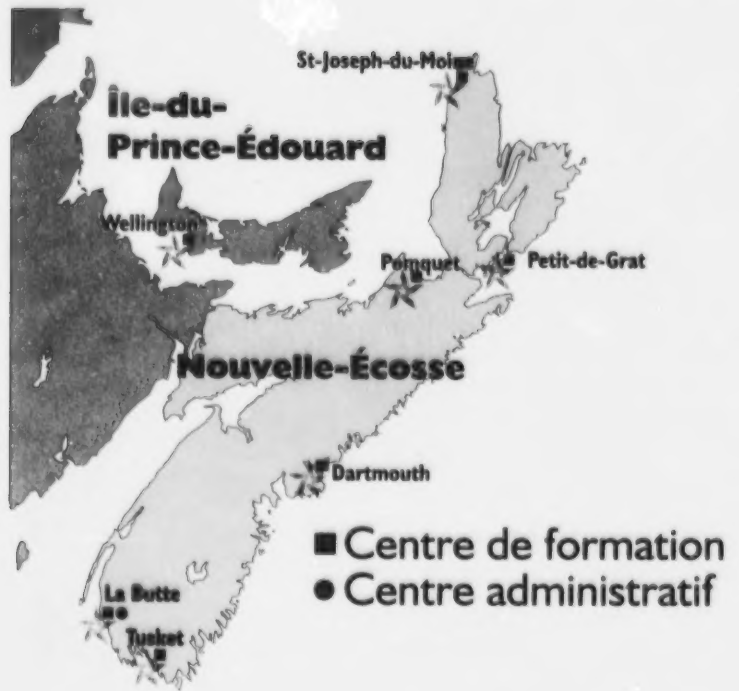 St-Joseph-du-Moine
Île-du-
Prince-Édouard
Wellington
Pomquet
Petit-de-Grat
Nouvelle-Écosse
Dartmouth
Centre de formation
Centre administratif
La Butte
Tusket